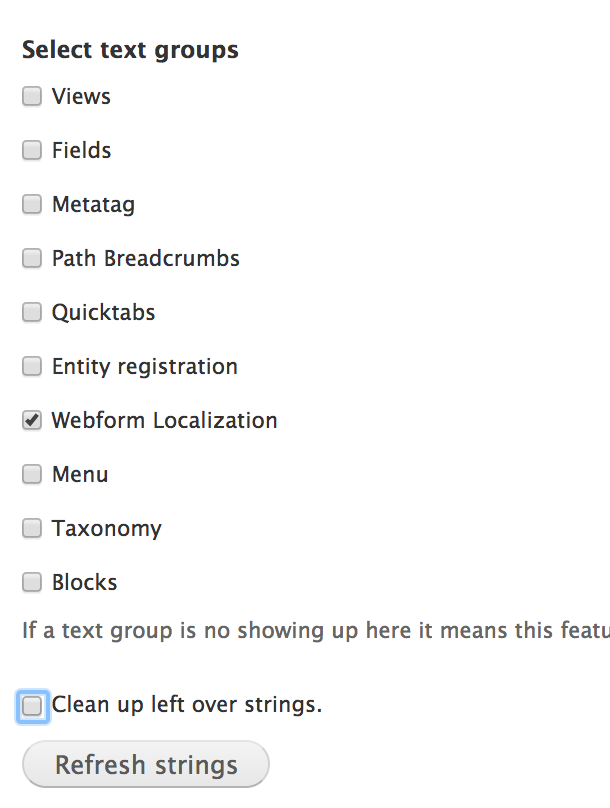 Select text groups
Views
Fields
Metatag
Path Breadcrumbs
Quicktabs
Entity registration
Webform Localization
Menu
Taxonomy
Blocks
If a text group is no showing up here it means this featu
Clean up left over strings.
Refresh strings